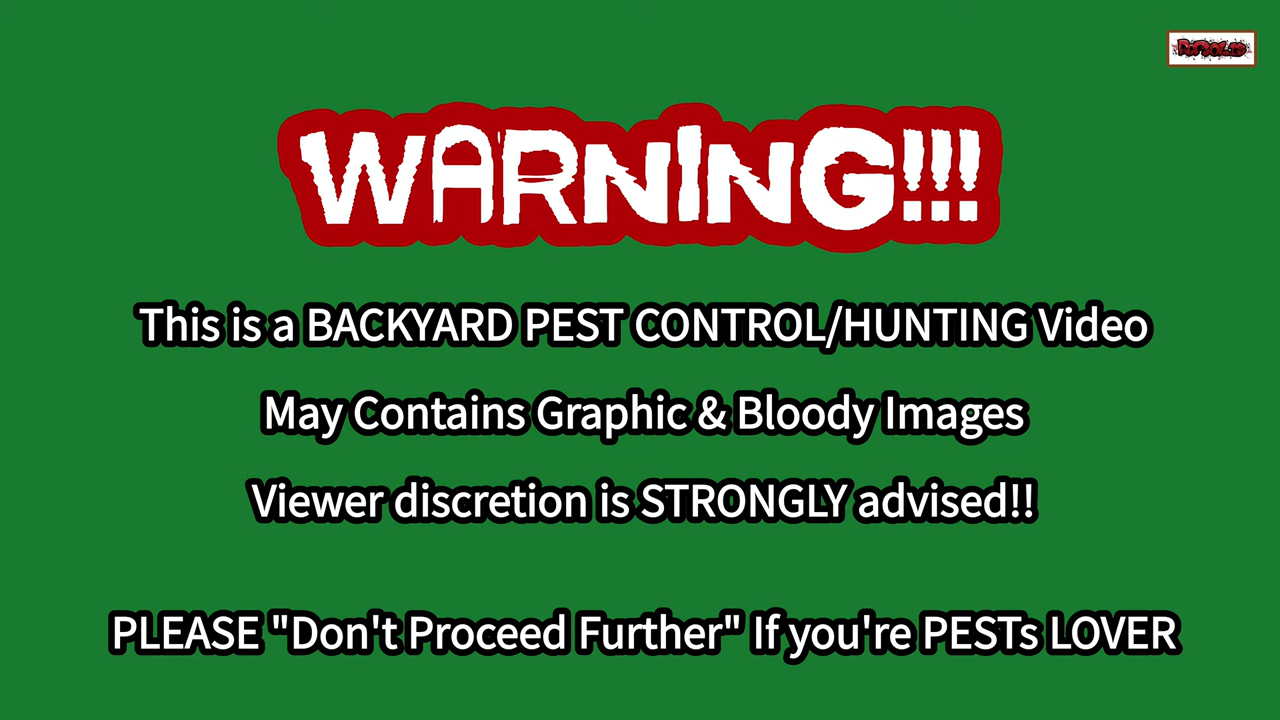 WARNING!!!
This is a BACKYARD PEST CONTROL/HUNTING Video
May Contains Graphic & Bloody Images
Viewer discretion is STRONGLY advised!!
PLEASE "Don't Proceed Further" If you're PESTs LOVER